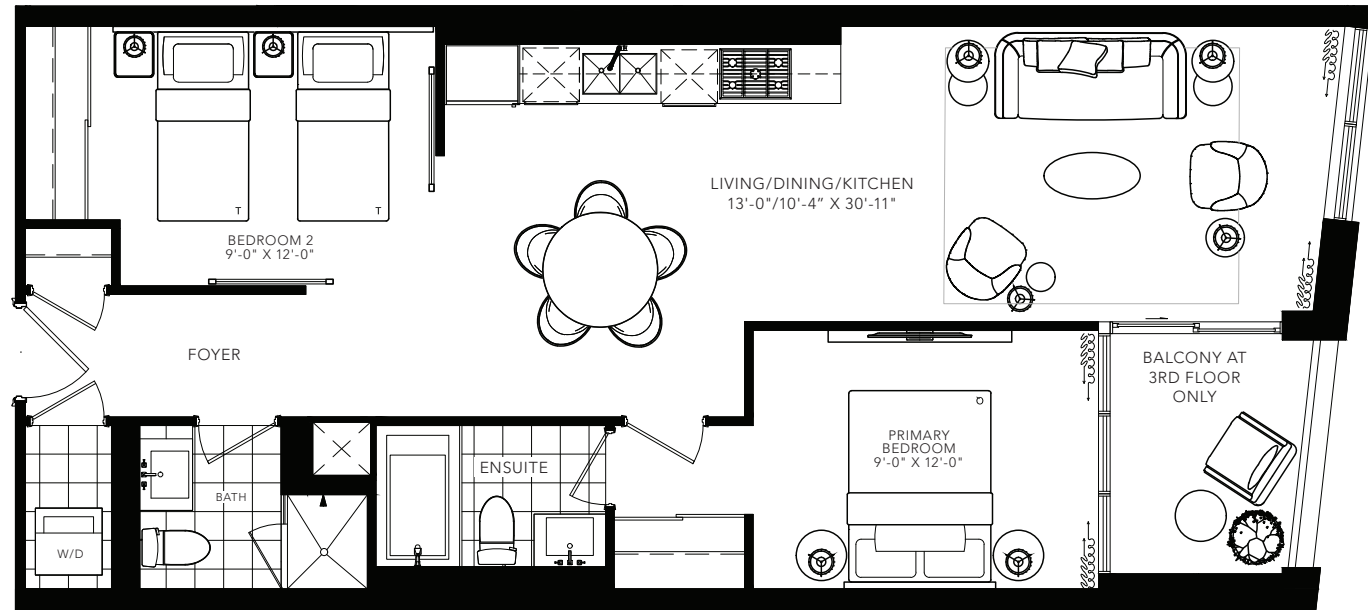 LIVING/DINING/KITCHEN
13'-0"/10'-4” X 30'-11"
T
T
BEDROOM 2
9'-0" X 12'-0"
FOYER
BALCONY AT
3RD FLOOR
ONLY
PRIMARY
BEDROOM
9'-0" X 12'-0"
ENSUITE
BATH
W/D